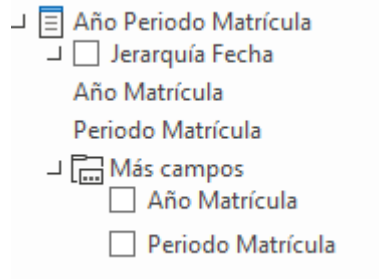 Año Periodo Matrícula
Jerarquía Fecha
Año Matrícula
Periodo Matrícula
Más campos
Año Matrícula
Periodo Matrícula